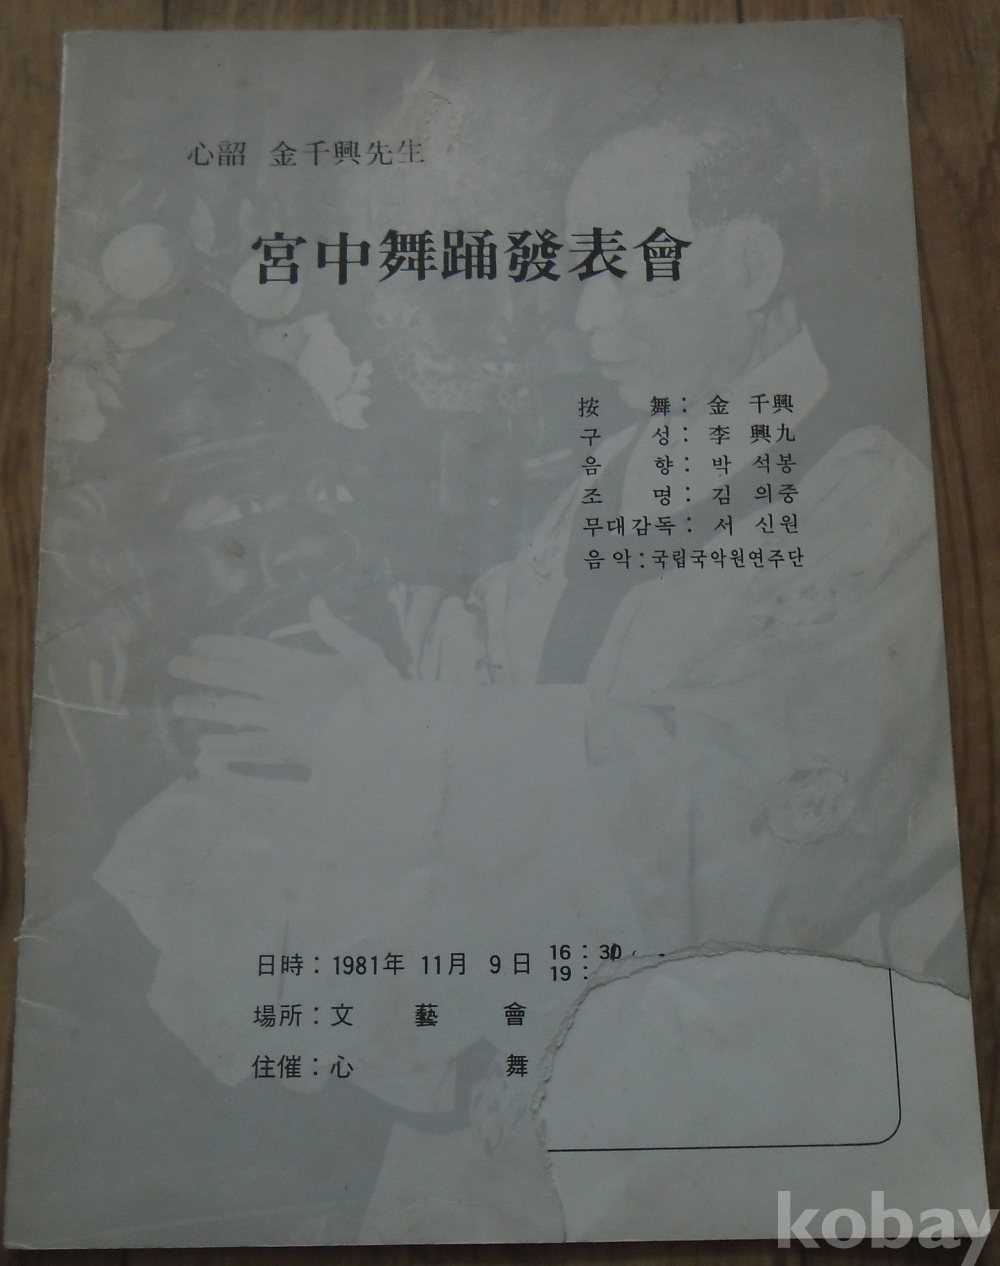 心韶 金千興先生
宮中舞踊發表會
按 舞: 金 千興
구 성: 李 興九
음 향: 박 석봉
조 명: 김 의중
무대감독: 서 신원
음악:국립국악원연주단
日時:1981年 11月 9日 16:30
19:
場所:文 藝 會
住催:心 舞
kobay